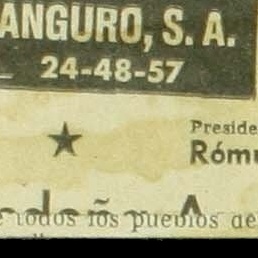 ANGURO, S. A.
24-48-57
Preside
Rómu
todos los pueblos de